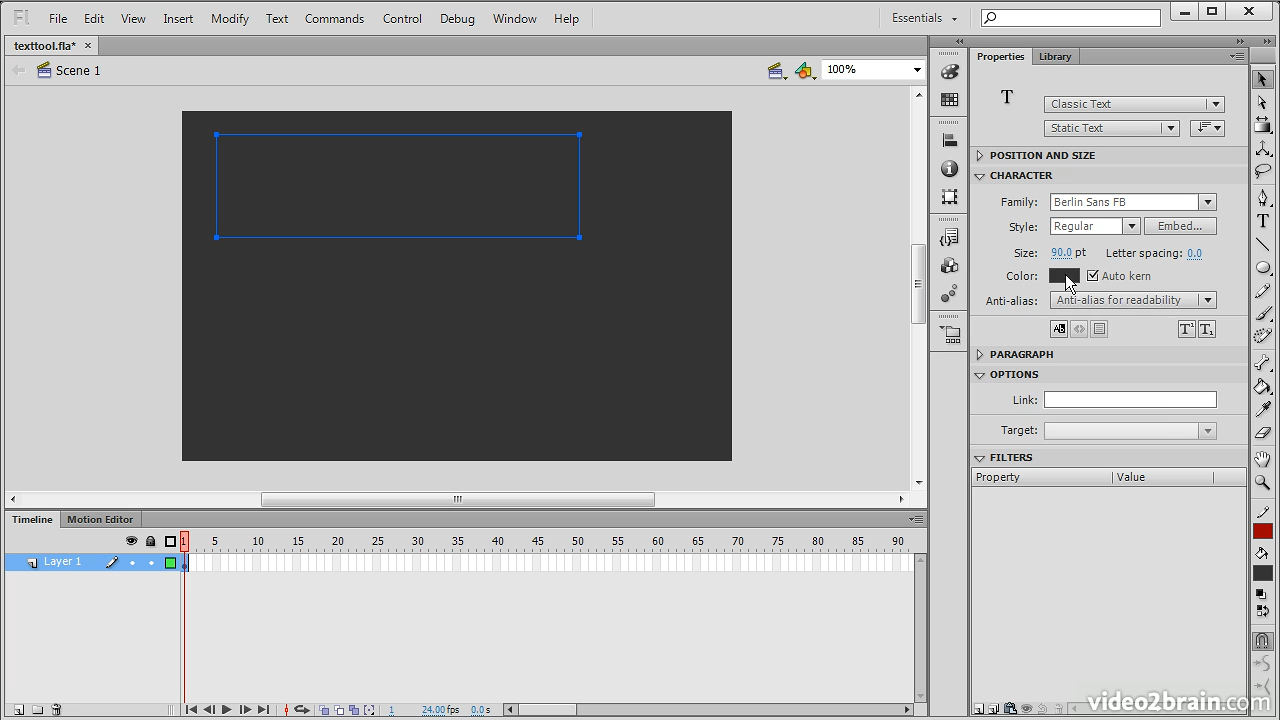 Fl File Edit View Insert Modify Text Commands Control Debug Window Help Essentials
texttool.fla* ×
Scene 1 100%
Properties Library
T Classic Text
Static Text
POSITION AND SIZE
CHARACTER
Family: Berlin Sans FB
Style: Regular Embed...
Size: 90.0 pt Letter spacing: 0.0
Color: Auto kern
Anti-alias: Anti-alias for readability
PARAGRAPH
OPTIONS
Link:
Target:
FILTERS
Property Value
Timeline Motion Editor
1 5 10 15 20 25 30 35 40 45 50 55 60 65 70 75 80 85 90
Layer 1
1 24.00 fps 0.0 s
video2brain.com